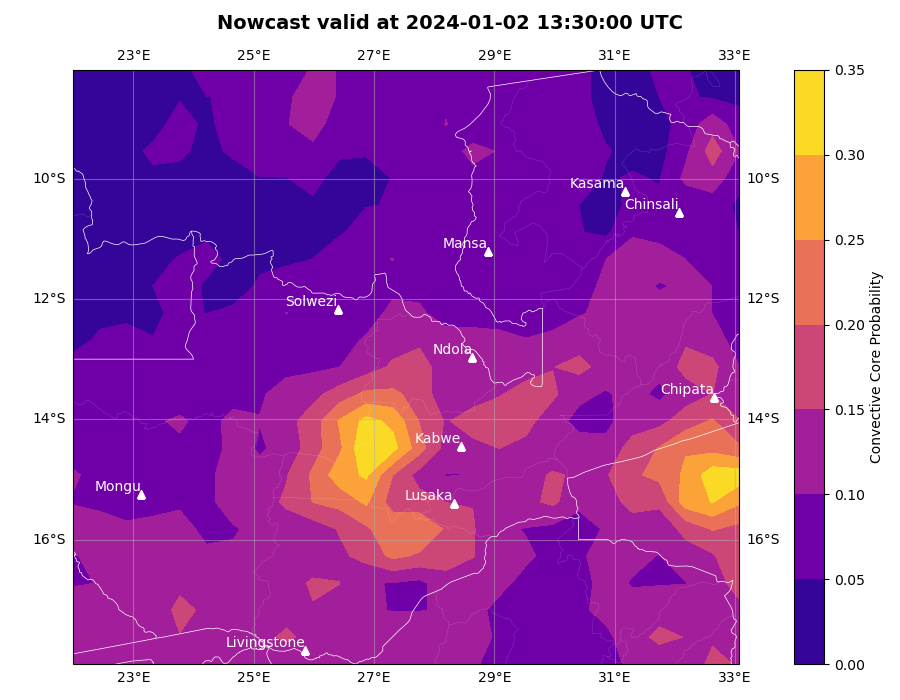 Nowcast valid at 2024-01-02 13:30:00 UTC
23°E 25°E 27°E 29°E 31°E 33°E
0.35
0.30
10°S 10°S
Kasama
Chinsali
0.25
Mansa
12°S 12°S
Solwezi
0.20
Ndola
Chipata
0.15
14°S 14°S
Kabwe
Mongu
Lusaka
0.10
16°S 16°S
0.05
Livingstone
0.00
23°E 25°E 27°E 29°E 31°E 33°E
Convective Core Probability